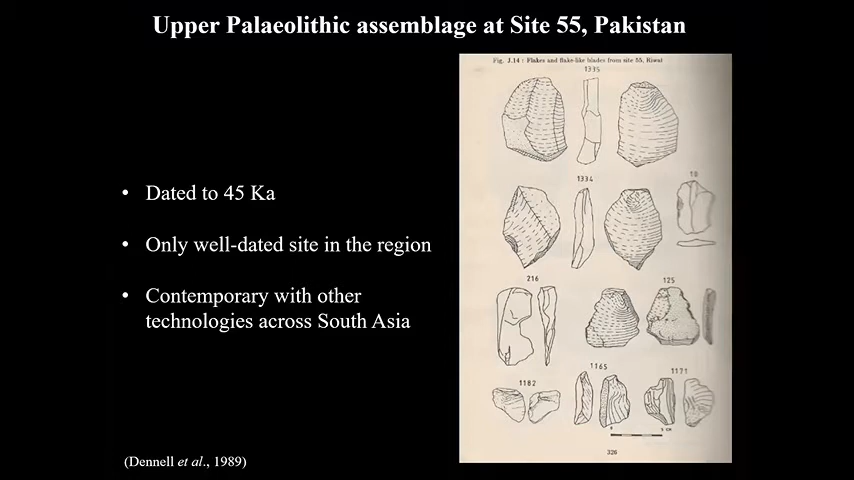 Upper Palaeolithic assemblage at Site 55, Pakistan
• Dated to 45 Ka
• Only well-dated site in the region
• Contemporary with other
technologies across South Asia
(Dennell et al., 1989)
Fig. J.14 : Flakes and flake-like blades from site 55, Riwat
1335
1334
18
216
125
1182
1165
1171
0 5 CM
326